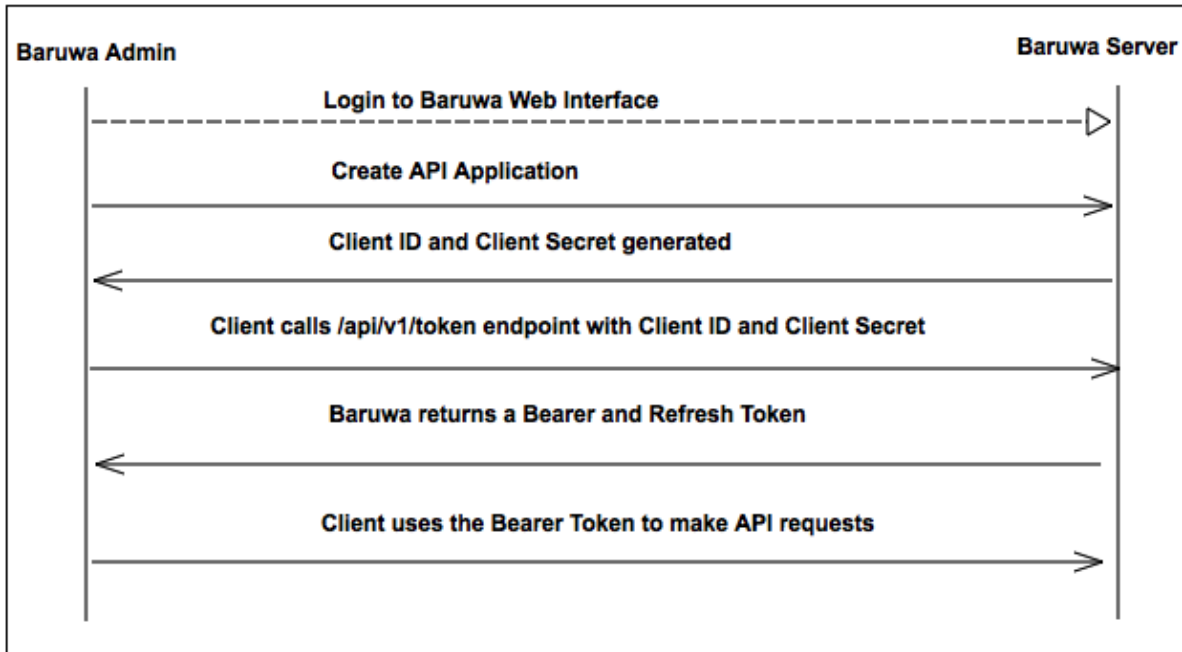 Baruwa Admin
Baruwa Server
Login to Baruwa Web Interface
Create API Application
Client ID and Client Secret generated
Client calls /api/v1/token endpoint with Client ID and Client Secret
Baruwa returns a Bearer and Refresh Token
Client uses the Bearer Token to make API requests